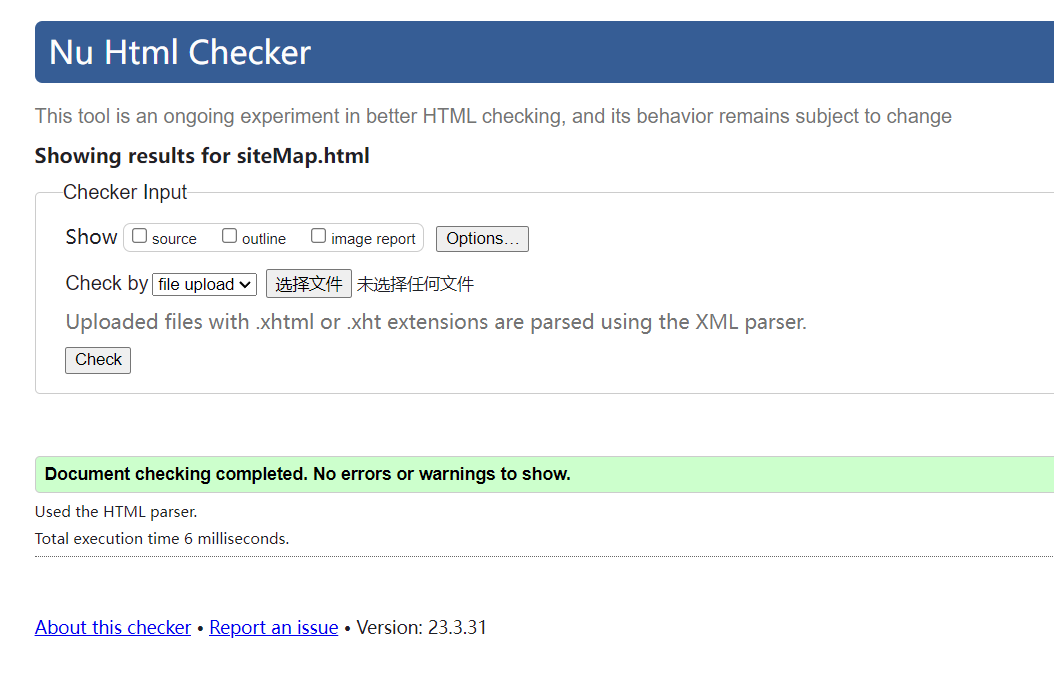 Nu Html Checker
This tool is an ongoing experiment in better HTML checking, and its behavior remains subject to change
Showing results for siteMap.html
Checker Input
Show source outline image report Options...
Check by file upload 选择文件 未选择任何文件
Uploaded files with .xhtml or .xht extensions are parsed using the XML parser.
Check
Document checking completed. No errors or warnings to show.
Used the HTML parser.
Total execution time 6 milliseconds.
About this checker • Report an issue • Version: 23.3.31